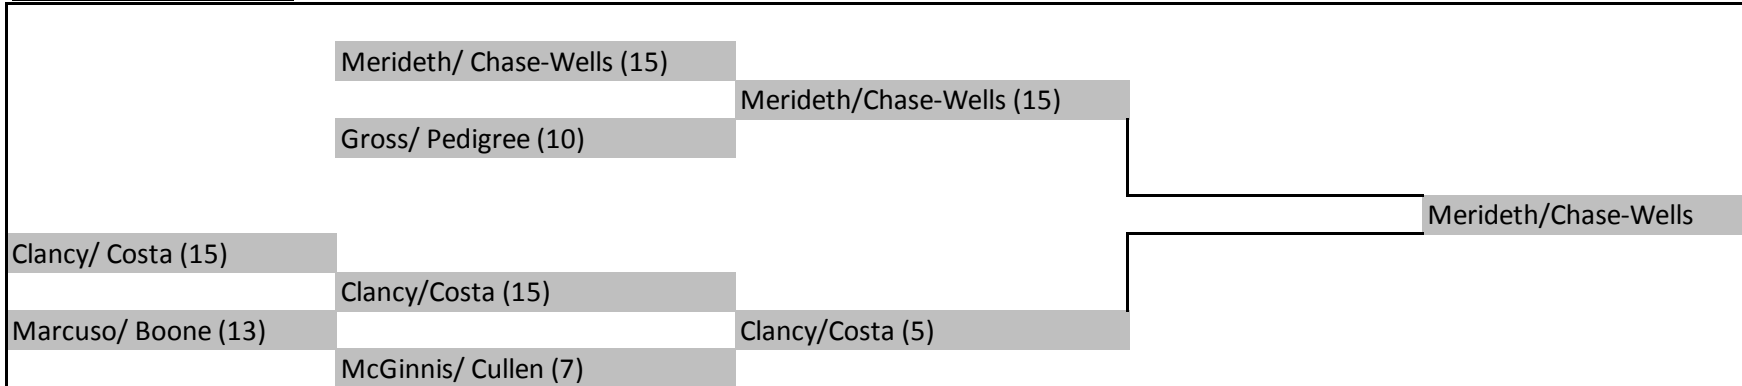 Merideth/ Chase-Wells (15)
Merideth/Chase-Wells (15)
Gross/ Pedigree (10)
Merideth/Chase-Wells
Clancy/ Costa (15)
Clancy/Costa (15)
Marcuso/ Boone (13)
Clancy/Costa (5)
McGinnis/ Cullen (7)